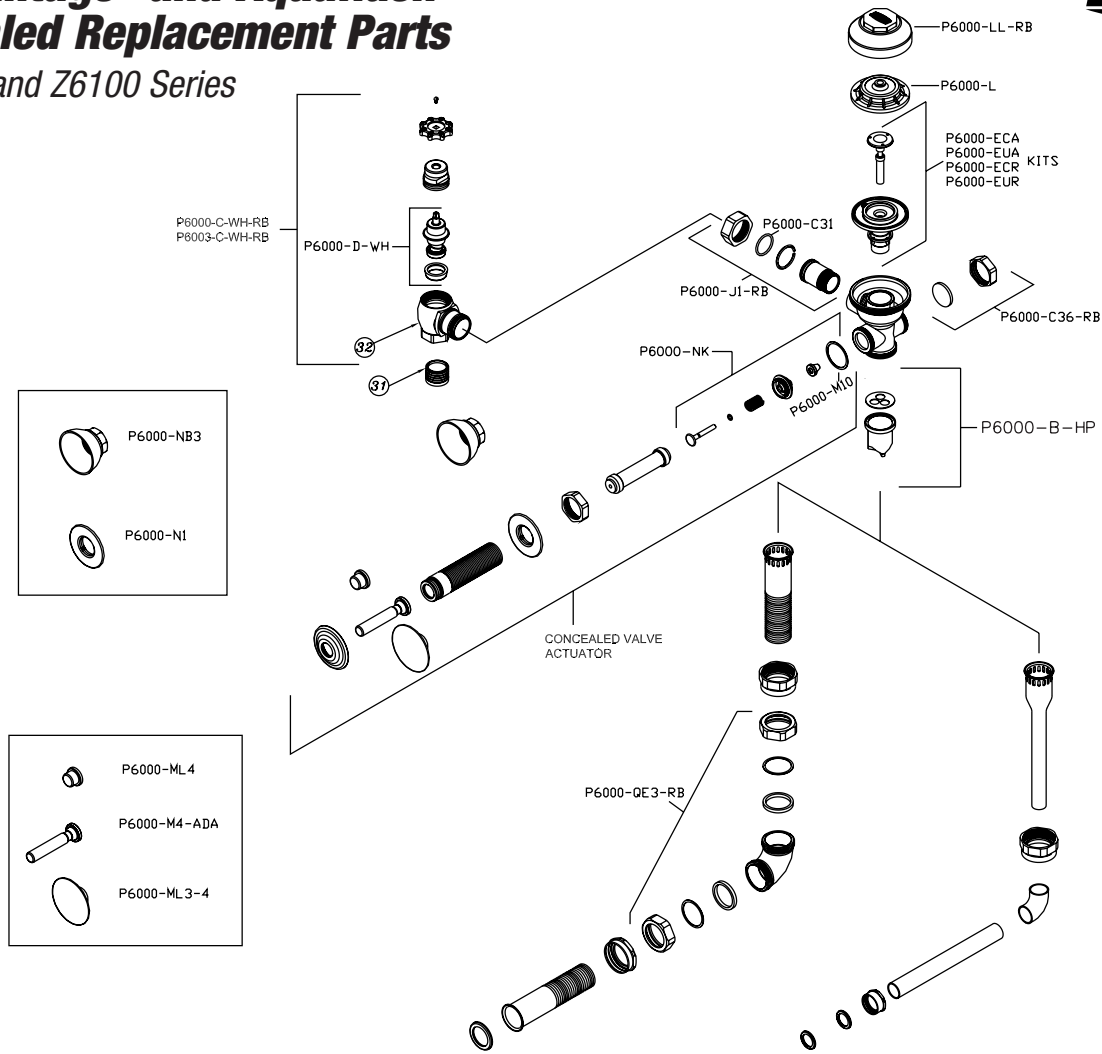 and Aquaflush
Replacement Parts
and Z6100 Series
P6000-LL-RB
P6000-L
P6000-ECA
P6000-EUA
P6000-ECR
P6000-EUR
KITS
P6000-C-WH-RB
P6003-C-WH-RB
P6000-D-WH
P6000-C31
P6000-J1-RB
P6000-C36-RB
32
31
P6000-NK
P6000-M10
P6000-B-HP
P6000-NB3
P6000-N1
CONCEALED VALVE
ACTUATOR
P6000-ML4
P6000-M4-ADA
P6000-ML3-4
P6000-QE3-RB